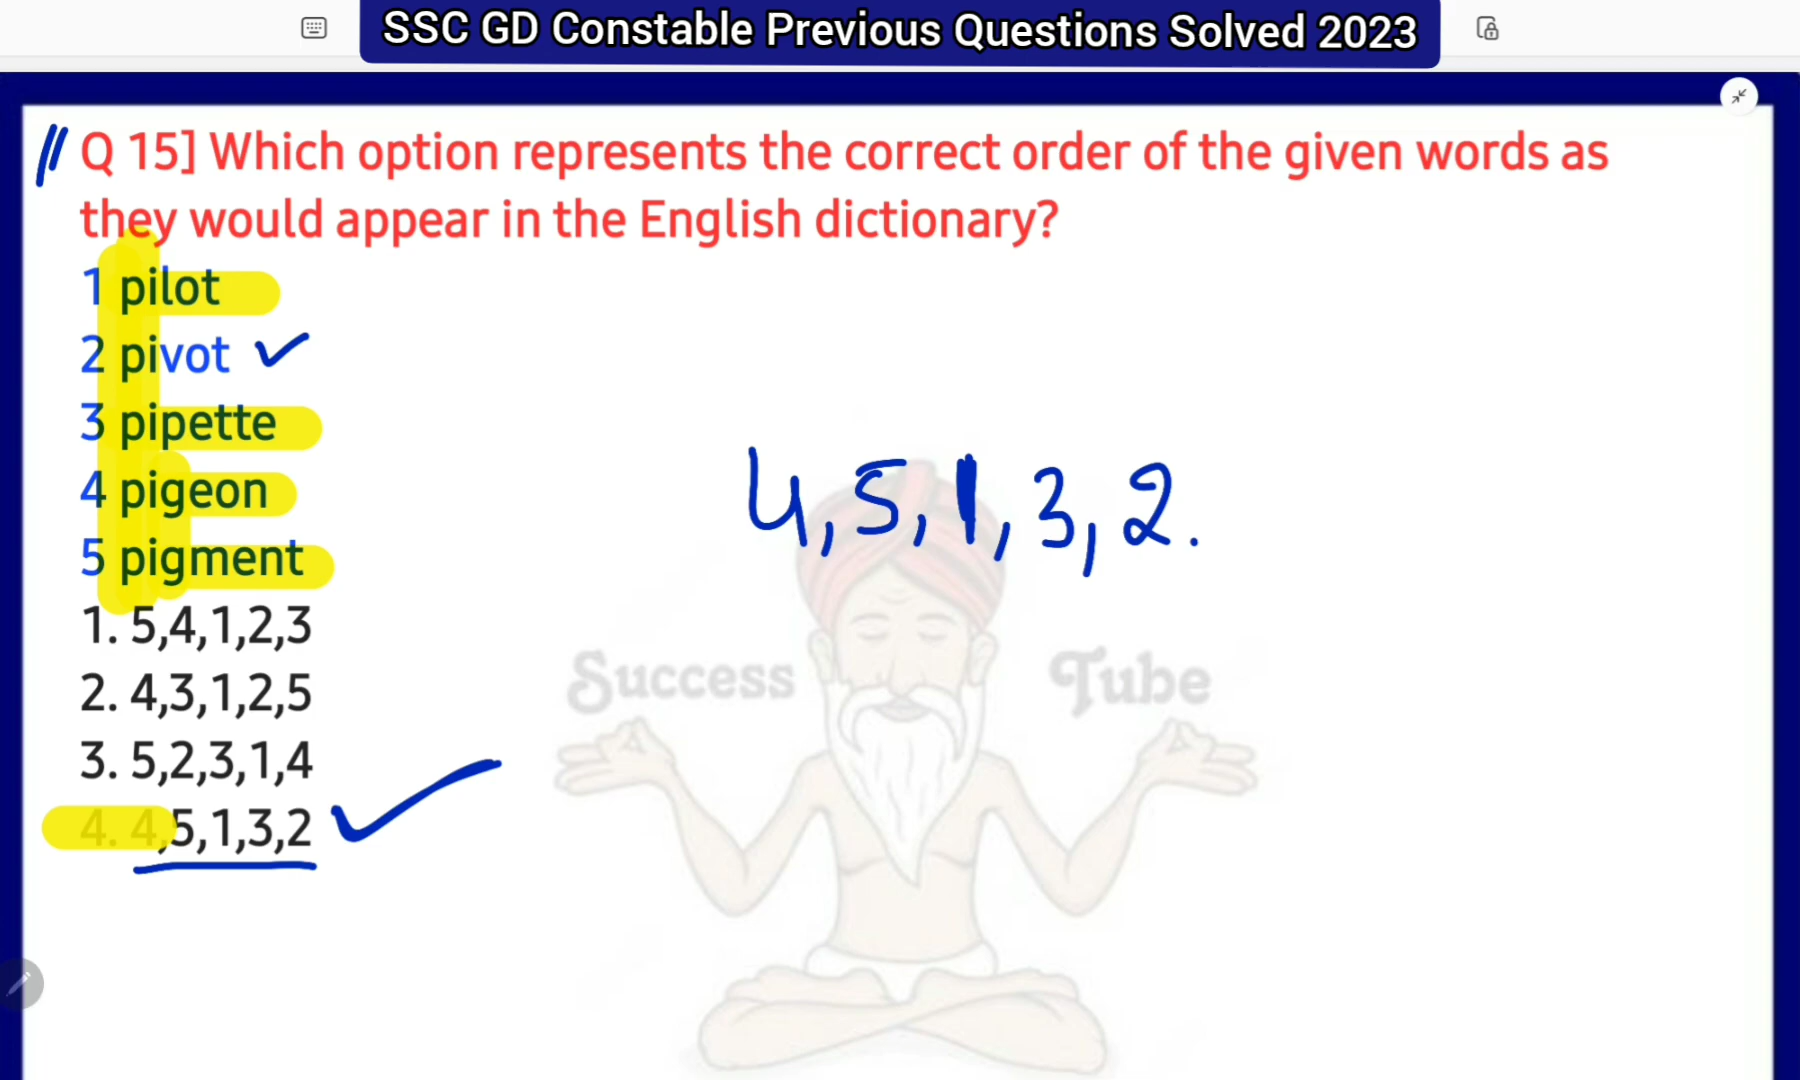 SSC GD Constable Previous Questions Solved 2023
Q 15] Which option represents the correct order of the given words as
they would appear in the English dictionary?
1 pilot
2 pivot
3 pipette
4 pigeon
5 pigment
4,5,1,3,2.
1. 5,4,1,2,3
2. 4,3,1,2,5
3. 5,2,3,1,4
4. 4,5,1,3,2
Success Tube